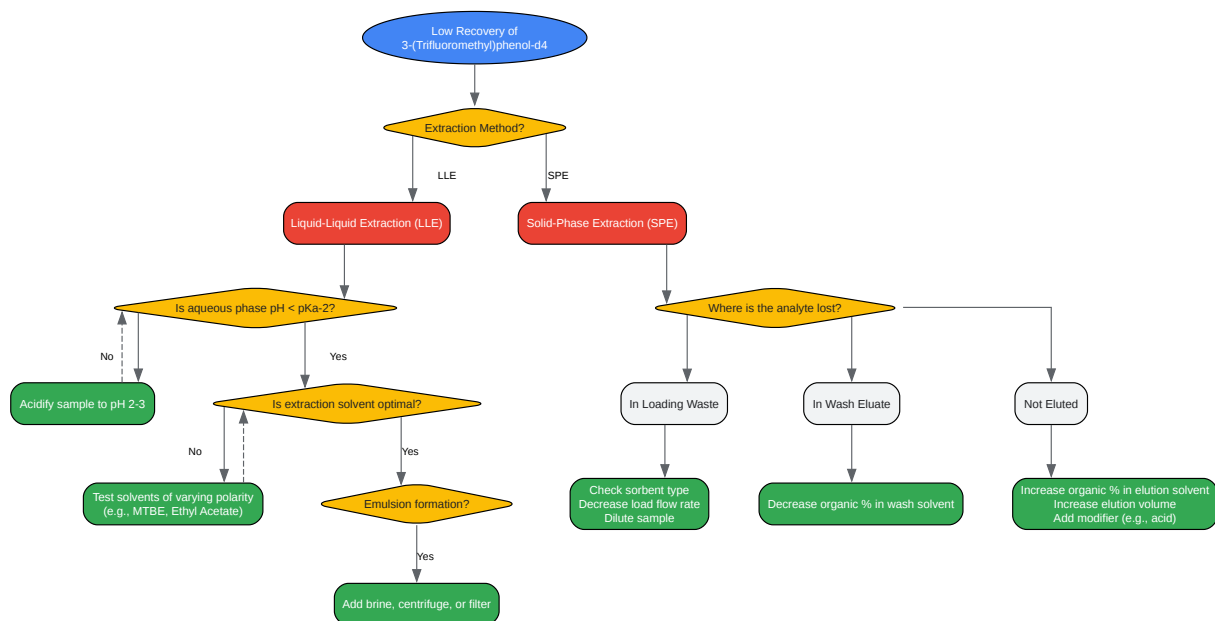 Low Recovery of
3-(Trifluoromethyl)phenol-d4
Extraction Method?
LLE
SPE
Liquid-Liquid Extraction (LLE)
Solid-Phase Extraction (SPE)
Is aqueous phase pH < pKa-2?
Where is the analyte lost?
No
Yes
Acidify sample to pH 2-3
Is extraction solvent optimal?
In Loading Waste
In Wash Eluate
Not Eluted
No
Yes
Test solvents of varying polarity
(e.g., MTBE, Ethyl Acetate)
Emulsion formation?
Check sorbent type
Decrease load flow rate
Dilute sample
Decrease organic % in wash solvent
Increase organic % in elution solvent
Increase elution volume
Add modifier (e.g., acid)
Yes
Add brine, centrifuge, or filter